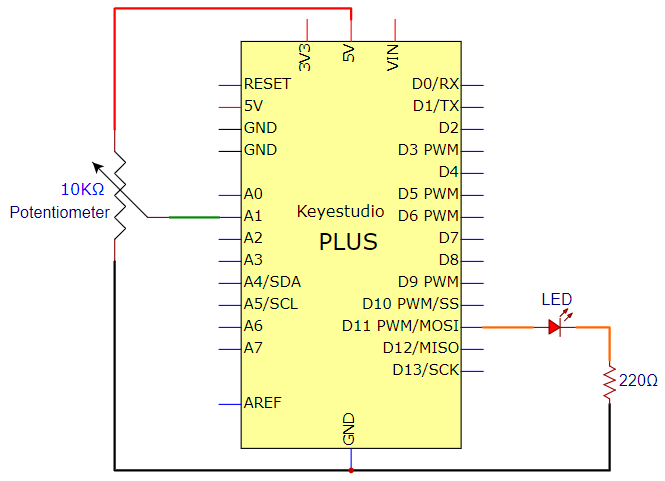 3V3
5V
VIN
RESET
5V
GND
GND
A0
A1
A2
A3
A4/SDA
A5/SCL
A6
A7
AREF
D0/RX
D1/TX
D2
D3 PWM
D4
D5 PWM
D6 PWM
D7
D8
D9 PWM
D10 PWM/SS
D11 PWM/MOSI
D12/MISO
D13/SCK
Keyestudio
PLUS
GND
10KΩ
Potentiometer
LED
220Ω